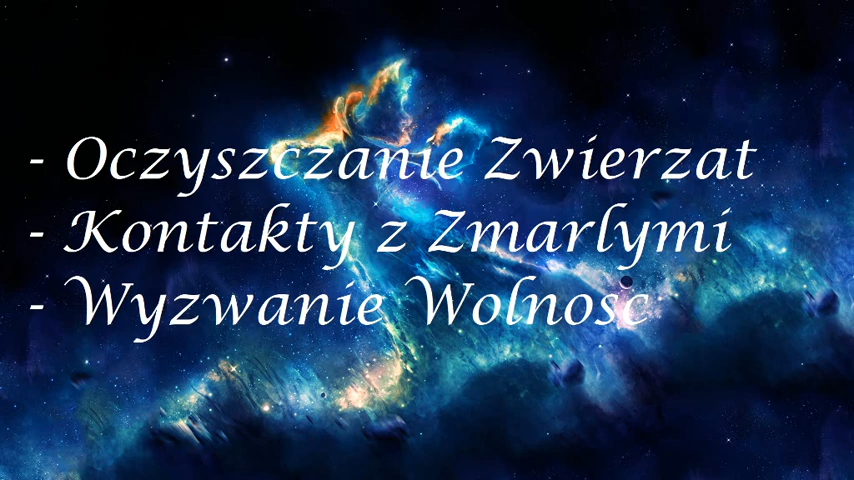 - Oczyszczanie Zwierzat
- Kontakty z Zmarlymi
- Wyzwanie Wolnosc